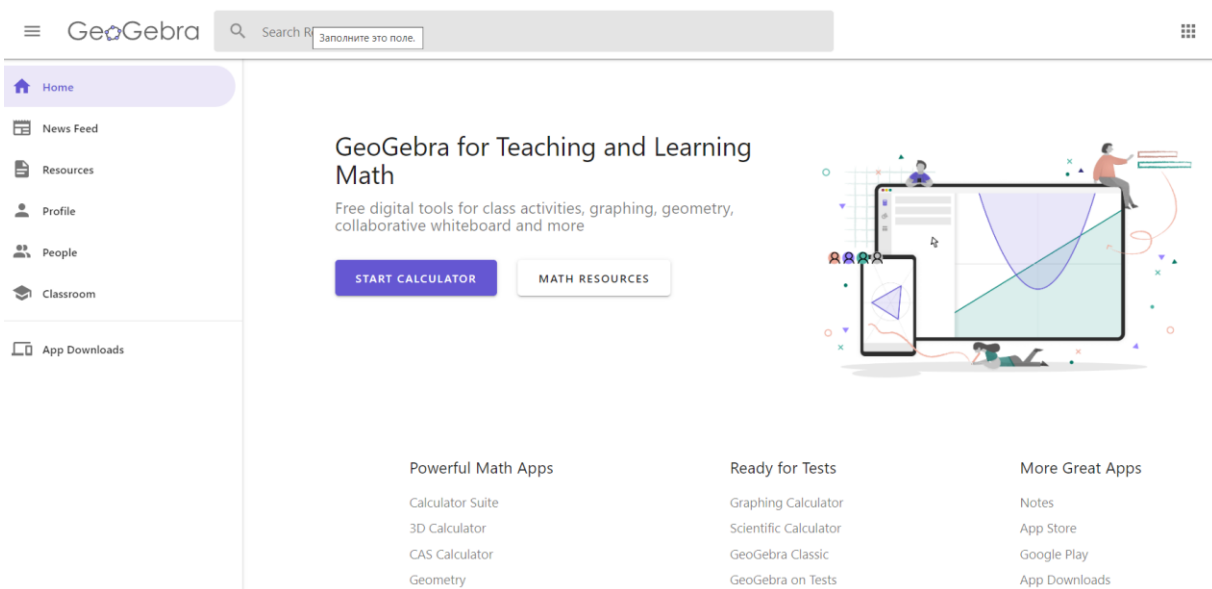 GeoGebra
Search R
Заполните это поле.
Home
News Feed
Resources
Profile
People
Classroom
App Downloads
GeoGebra for Teaching and Learning
Math
Free digital tools for class activities, graphing, geometry,
collaborative whiteboard and more
START CALCULATOR
MATH RESOURCES
Powerful Math Apps
Calculator Suite
3D Calculator
CAS Calculator
Geometry
Ready for Tests
Graphing Calculator
Scientific Calculator
GeoGebra Classic
GeoGebra on Tests
More Great Apps
Notes
App Store
Google Play
App Downloads